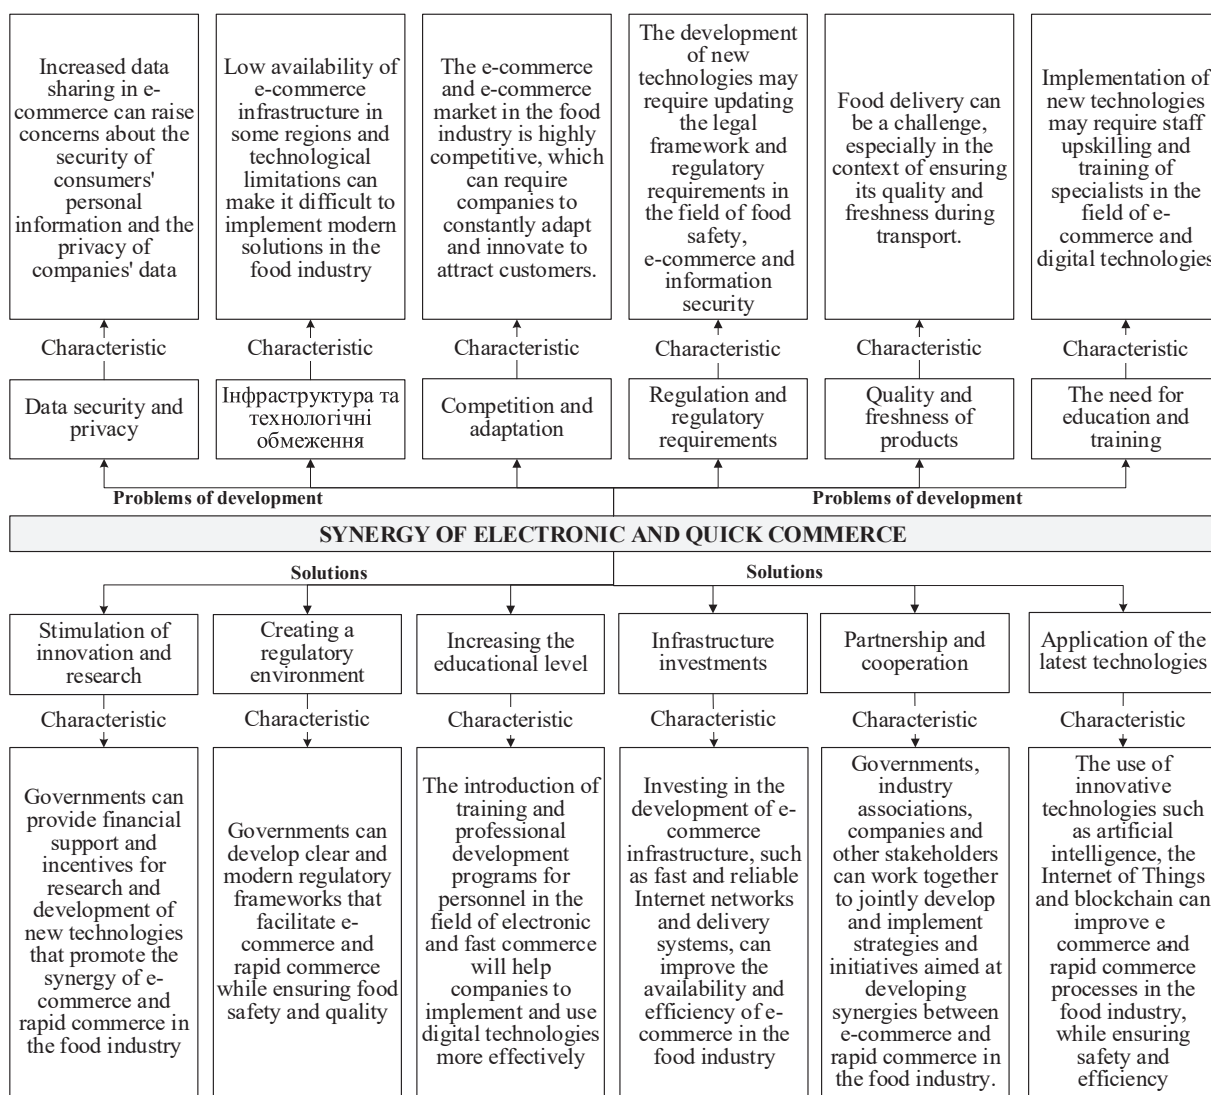 Increased data
sharing in e-
commerce can raise
concerns about the
security of
consumers'
personal
information and the
privacy of
companies' data
Low availability of
e-commerce
infrastructure in
some regions and
technological
limitations can
make it difficult to
implement modern
solutions in the
food industry
The e-commerce
and e-commerce
market in the food
industry is highly
competitive, which
can require
companies to
constantly adapt
and innovate to
attract customers.
The development
of new
technologies may
require updating
the legal
framework and
regulatory
requirements in
the field of food
safety,
e-commerce and
information
security
Food delivery can
be a challenge,
especially in the
context of ensuring
its quality and
freshness during
transport.
Implementation of
new technologies
may require staff
upskilling and
training of
specialists in the
field of e-
commerce and
digital technologies
Characteristic
Characteristic
Characteristic
Characteristic
Characteristic
Characteristic
Data security and
privacy
Інфраструктура та
технологічні
обмеження
Competition and
adaptation
Regulation and
regulatory
requirements
Quality and
freshness of
products
The need for
education and
training
Problems of development
Problems of development
SYNERGY OF ELECTRONIC AND QUICK COMMERCE
Solutions
Solutions
Stimulation of
innovation and
research
Creating a
regulatory
environment
Increasing the
educational level
Infrastructure
investments
Partnership and
cooperation
Application of the
latest technologies
Characteristic
Characteristic
Characteristic
Characteristic
Characteristic
Characteristic
Governments can
provide financial
support and
incentives for
research and
development of
new technologies
that promote the
synergy of e-
commerce and
rapid commerce in
the food industry
Governments can
develop clear and
modern regulatory
frameworks that
facilitate e-
commerce and
rapid commerce
while ensuring food
safety and quality
The introduction of
training and
professional
development
programs for
personnel in the
field of electronic
and fast commerce
will help
companies to
implement and use
digital technologies
more effectively
Investing in the
development of e-
commerce
infrastructure, such
as fast and reliable
Internet networks
and delivery
systems, can
improve the
availability and
efficiency of e-
commerce in the
food industry
Governments,
industry
associations,
companies and
other stakeholders
can work together
to jointly develop
and implement
strategies and
initiatives aimed at
developing
synergies between
e-commerce and
rapid commerce in
the food industry.
The use of
innovative
technologies such
as artificial
intelligence, the
Internet of Things
and blockchain can
improve e
commerce and-
rapid commerce
processes in the
food industry,
while ensuring
safety and
efficiency